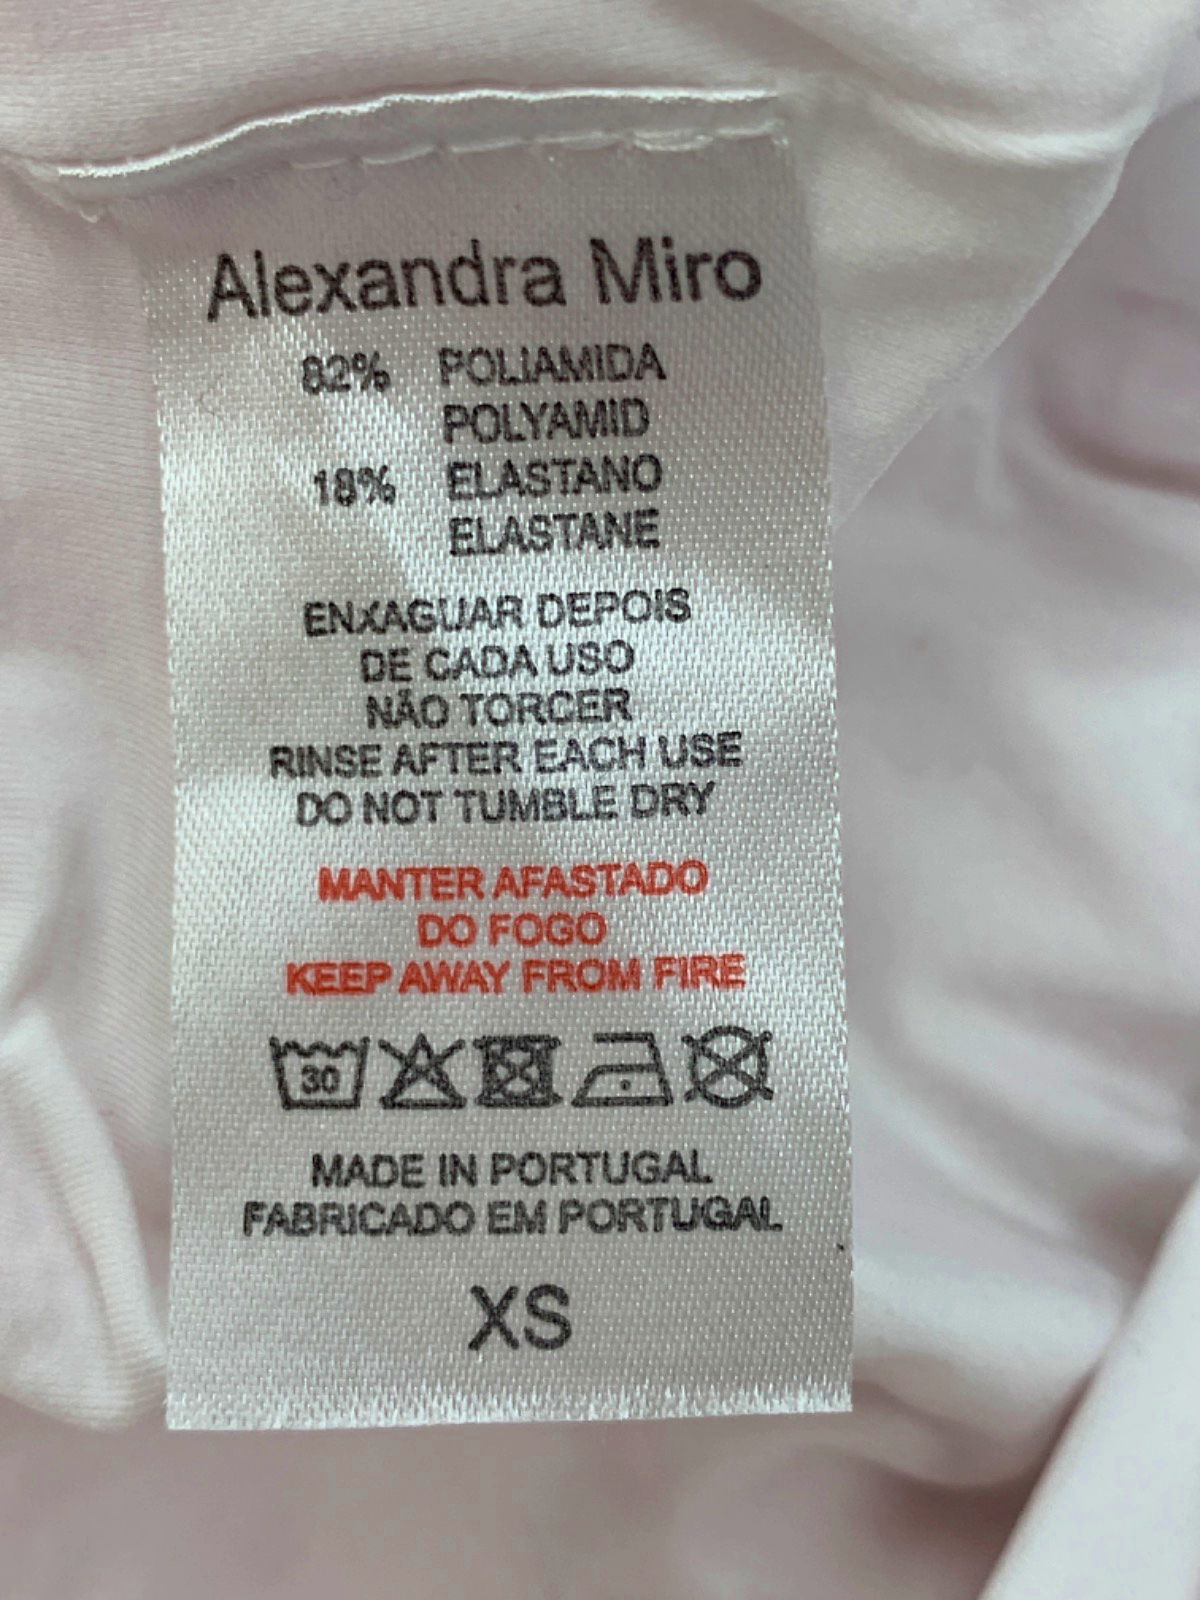 Alexandra Miro
82% POLIAMIDA
POLYAMID
18% ELASTANO
ELASTANE
ENXAGUAR DEPOIS
DE CADA USO
NÃO TORCER
RINSE AFTER EACH USE
DO NOT TUMBLE DRY
MANTER AFASTADO
DO FOGO
KEEP AWAY FROM FIRE
30
MADE IN PORTUGAL
FABRICADO EM PORTUGAL
XS